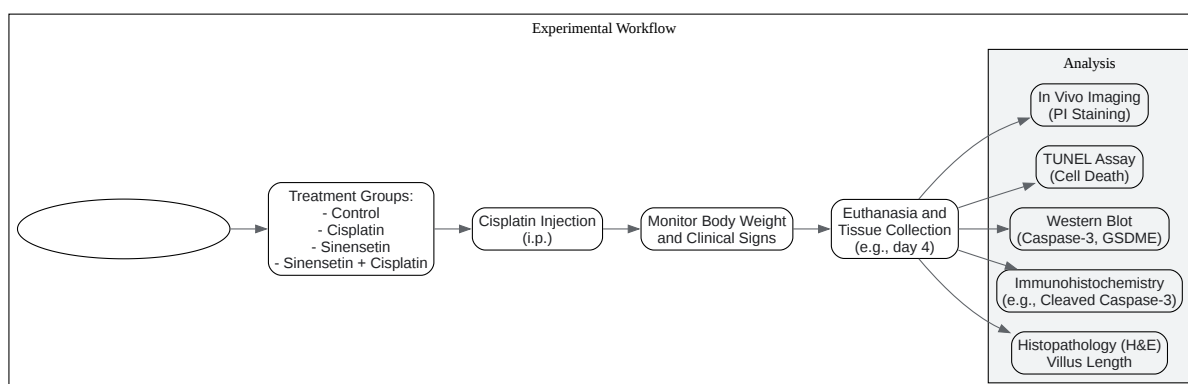 Experimental Workflow
Treatment Groups:
- Control
- Cisplatin
- Sinensetin
- Sinensetin + Cisplatin
Cisplatin Injection
(i.p.)
Monitor Body Weight
and Clinical Signs
Euthanasia and
Tissue Collection
(e.g., day 4)
Analysis
In Vivo Imaging
(PI Staining)
TUNEL Assay
(Cell Death)
Western Blot
(Caspase-3, GSDME)
Immunohistochemistry
(e.g., Cleaved Caspase-3)
Histopathology (H&E)
Villus Length